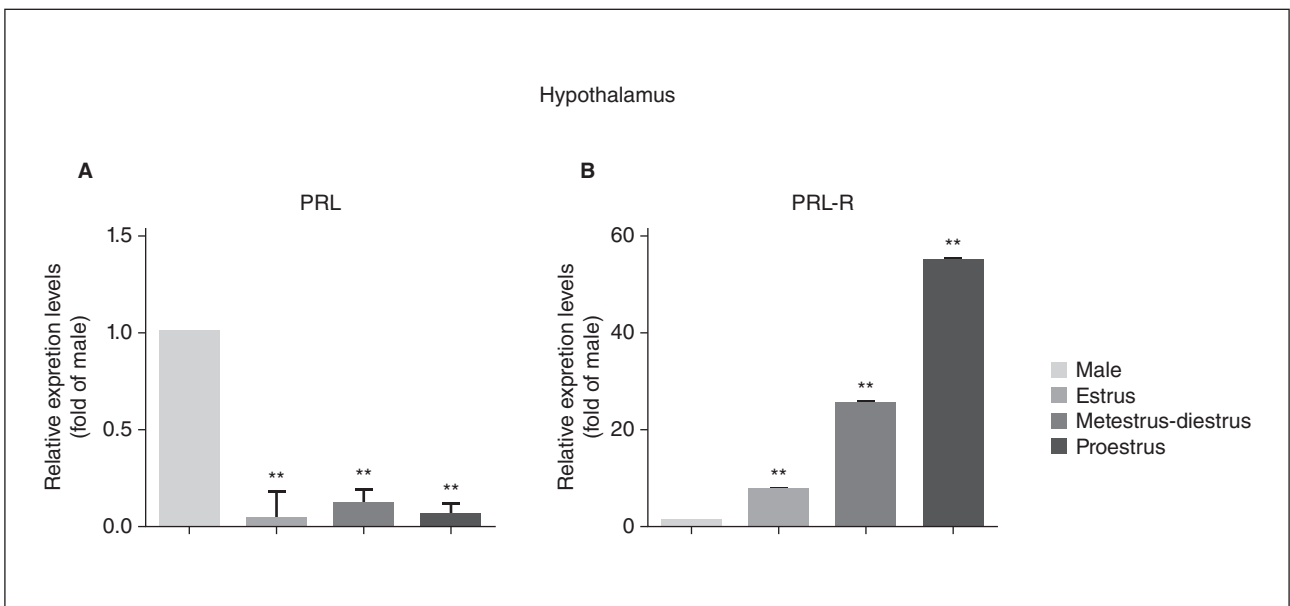 Hypothalamus
A
PRL
Relative expretion levels
(fold of male)
1.5
1.0
0.5
0.0
**
**
**
B
PRL-R
Relative expretion levels
(fold of male)
60
40
20
0
**
**
**
Male
Estrus
Metestrus-diestrus
Proestrus